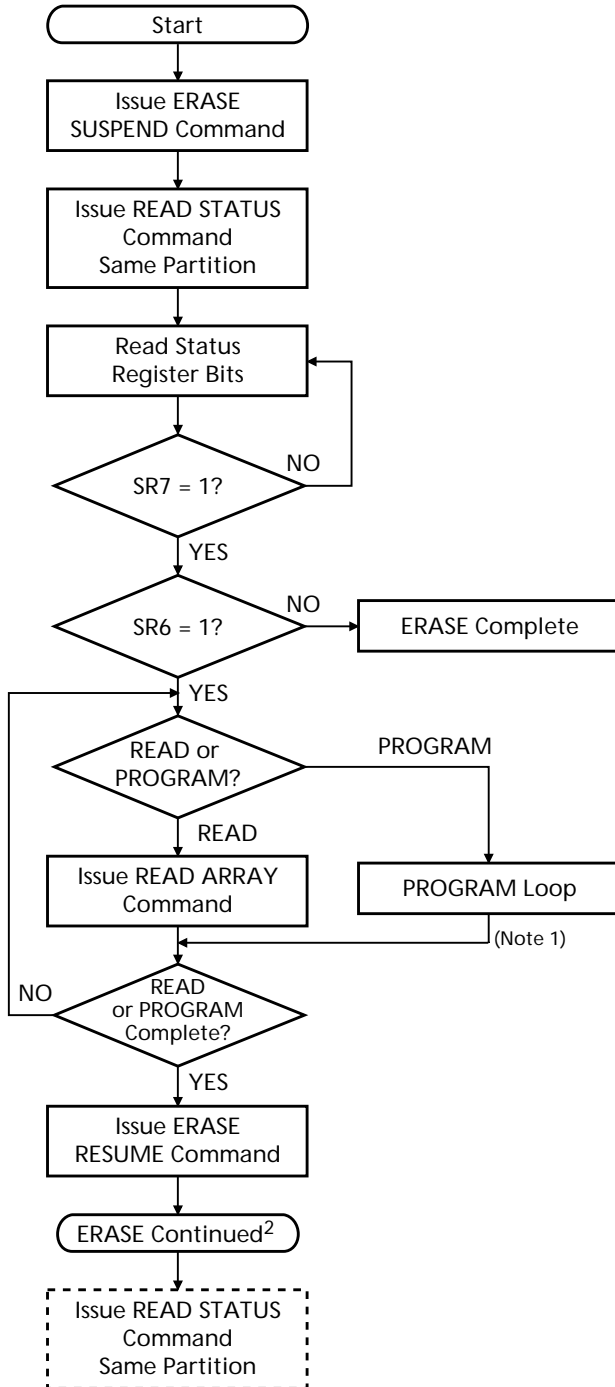 Start
Issue ERASE
SUSPEND Command
Issue READ STATUS
Command
Same Partition
Read Status
Register Bits
NO
SR7 = 1?
YES
NO
SR6 = 1?
ERASE Complete
YES
PROGRAM
READ or
PROGRAM?
READ
Issue READ ARRAY
Command
PROGRAM Loop
(Note 1)
NO
READ
or PROGRAM
Complete?
YES
Issue ERASE
RESUME Command
ERASE Continued2
Issue READ STATUS
Command
Same Partition